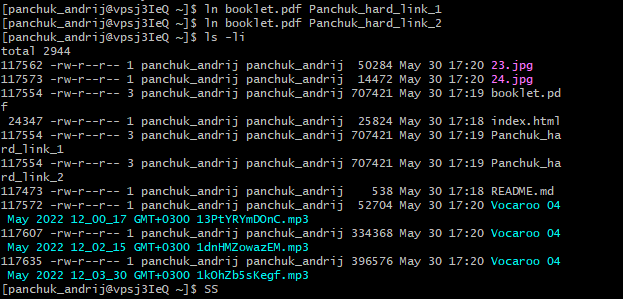 [panchuk_andrij@vpsj3IeQ ~]$ ln booklet.pdf Panchuk_hard_link_1
[panchuk_andrij@vpsj3IeQ ~]$ ln booklet.pdf Panchuk_hard_link_2
[panchuk_andrij@vpsj3IeQ ~]$ ls -li
total 2944
117562 -rw-r--r-- 1 panchuk_andrij panchuk_andrij  50284 May 30 17:20 23.jpg
117573 -rw-r--r-- 1 panchuk_andrij panchuk_andrij  14472 May 30 17:20 24.jpg
117554 -rw-r--r-- 3 panchuk_andrij panchuk_andrij 707421 May 30 17:19 booklet.pd
f
 24347 -rw-r--r-- 1 panchuk_andrij panchuk_andrij  25824 May 30 17:18 index.html
117554 -rw-r--r-- 3 panchuk_andrij panchuk_andrij 707421 May 30 17:19 Panchuk_ha
rd_link_1
117554 -rw-r--r-- 3 panchuk_andrij panchuk_andrij 707421 May 30 17:19 Panchuk_ha
rd_link_2
117473 -rw-r--r-- 1 panchuk_andrij panchuk_andrij    538 May 30 17:18 README.md
117572 -rw-r--r-- 1 panchuk_andrij panchuk_andrij  52704 May 30 17:20 Vocaroo 04
 May 2022 12_00_17 GMT+0300 13PtYRYmDOnC.mp3
117607 -rw-r--r-- 1 panchuk_andrij panchuk_andrij 334368 May 30 17:20 Vocaroo 04
 May 2022 12_02_15 GMT+0300 1dnHMZowazEM.mp3
117635 -rw-r--r-- 1 panchuk_andrij panchuk_andrij 396576 May 30 17:20 Vocaroo 04
 May 2022 12_03_30 GMT+0300 1kOhZb5sKegf.mp3
[panchuk_andrij@vpsj3IeQ ~]$ SS